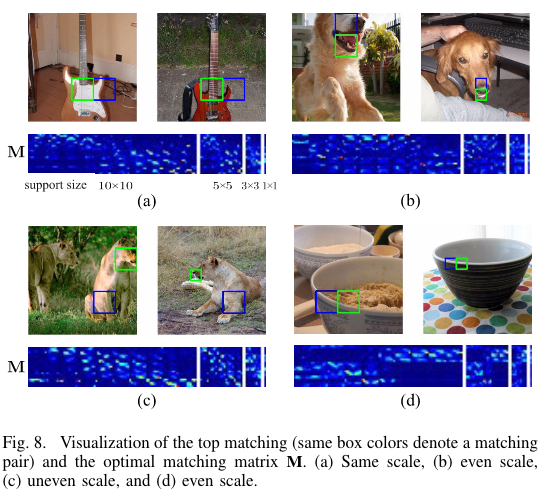 M
support size 10×10 5×5 3×3 1×1
(a) (b)
M
(c) (d)
Fig. 8. Visualization of the top matching (same box colors denote a matching
pair) and the optimal matching matrix M. (a) Same scale, (b) even scale,
(c) uneven scale, and (d) even scale.